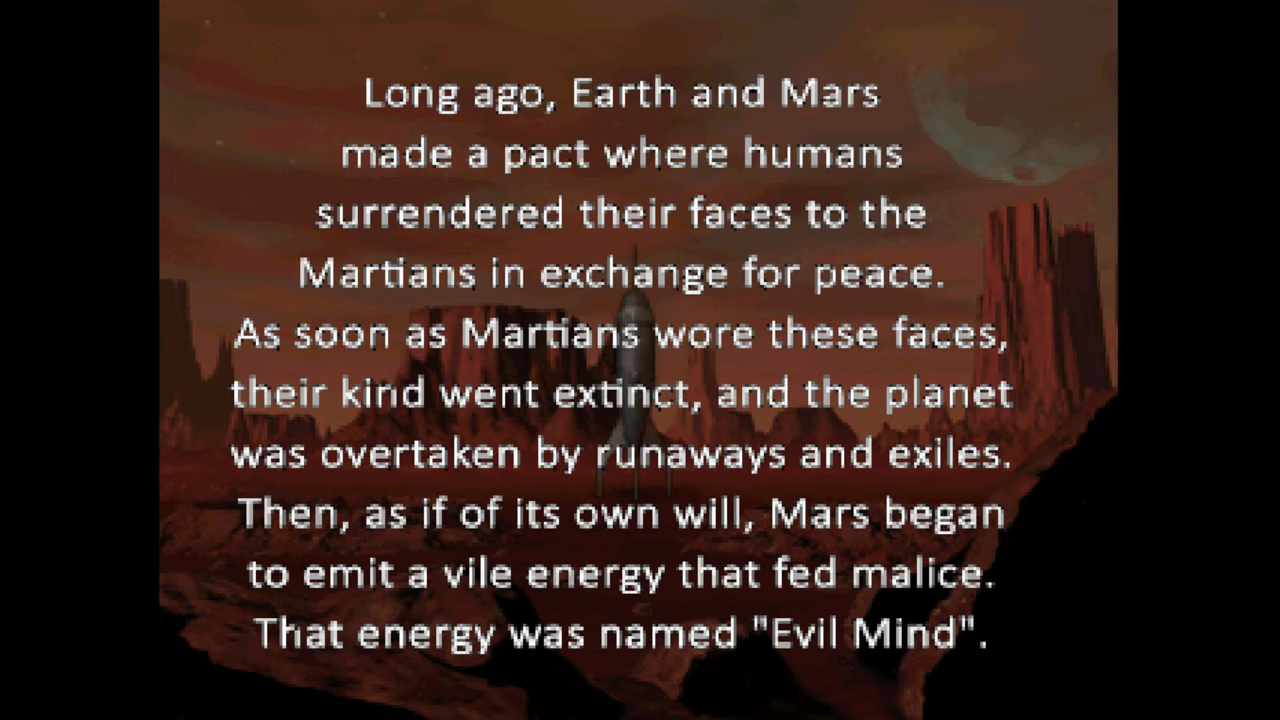 Long ago, Earth and Mars
made a pact where humans
surrendered their faces to the
Martians in exchange for peace.
As soon as Martians wore these faces,
their kind went extinct, and the planet
was overtaken by runaways and exiles.
Then, as if of its own will, Mars began
to emit a vile energy that fed malice.
That energy was named "Evil Mind".